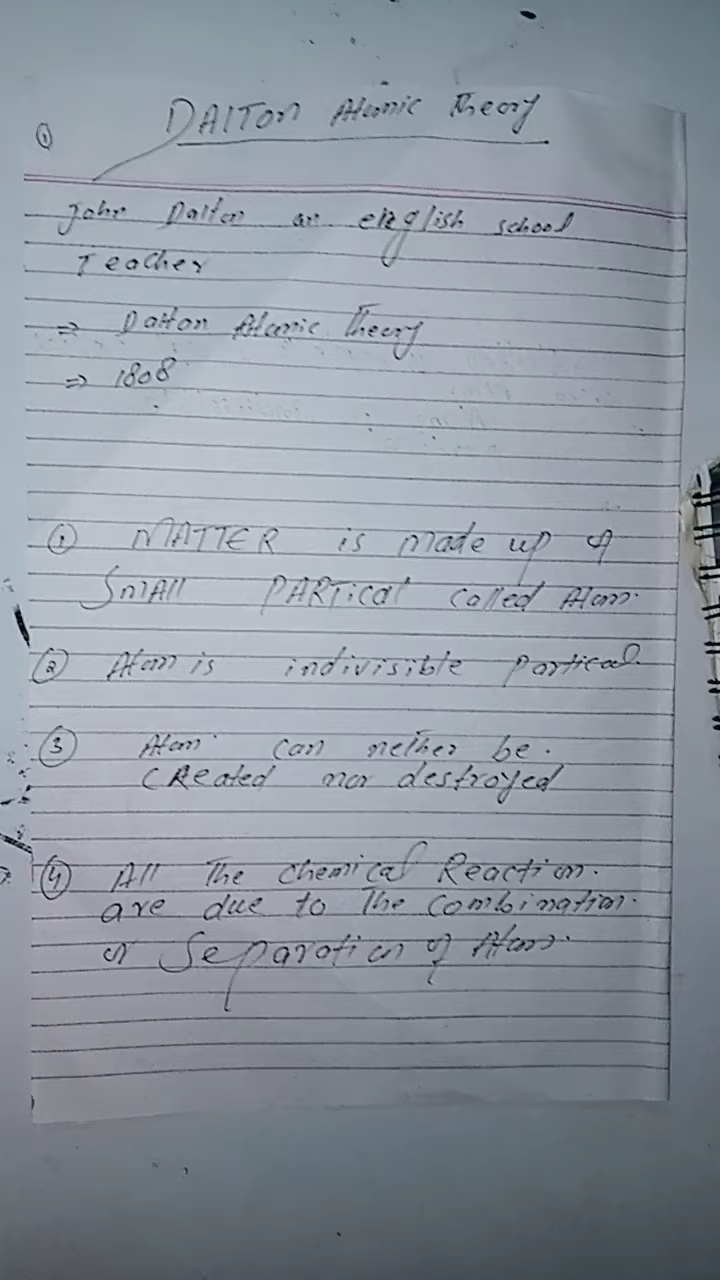 ① DALTON Atomic Theory
John Dalton an english school
Teacher
⇒ Dalton Atomic Theory
⇒ 1808
① MATTER is made up of
SMAll PARTical called Atom.
② Atom is indivisible partical.
③ Atom can neither be.
CReated nor destroyed
④ All The chemical Reaction.
are due to The combination.
or Separation of Atom.